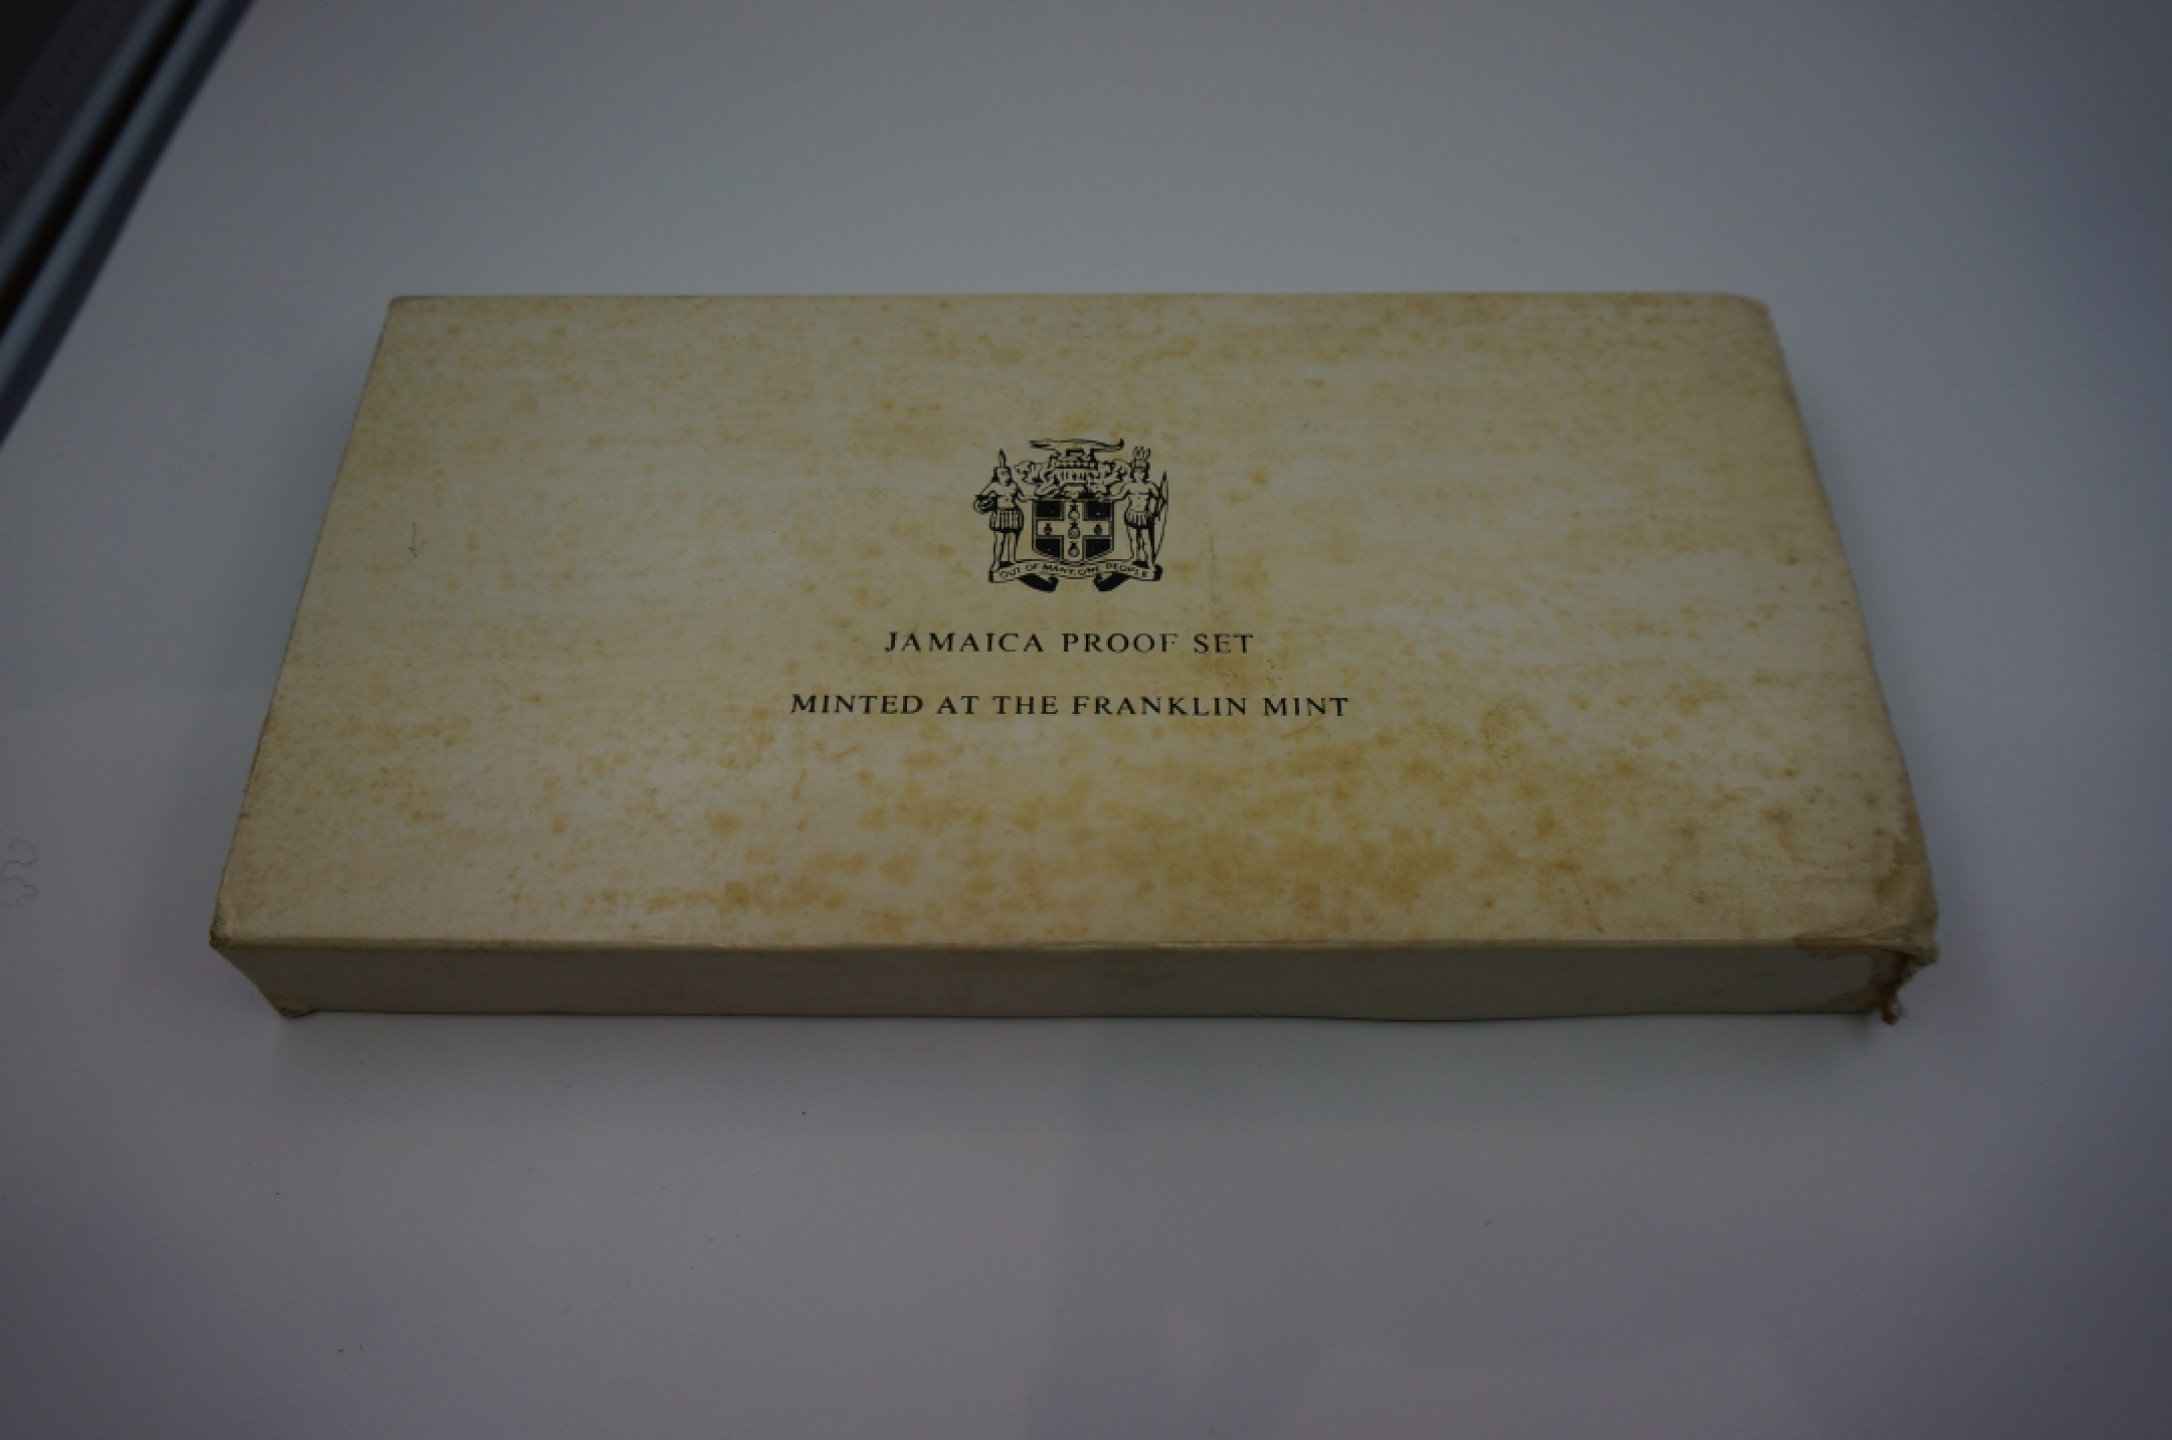 OUT OF MANY, ONE PEOPLE
JAMAICA PROOF SET
MINTED AT THE FRANKLIN MINT